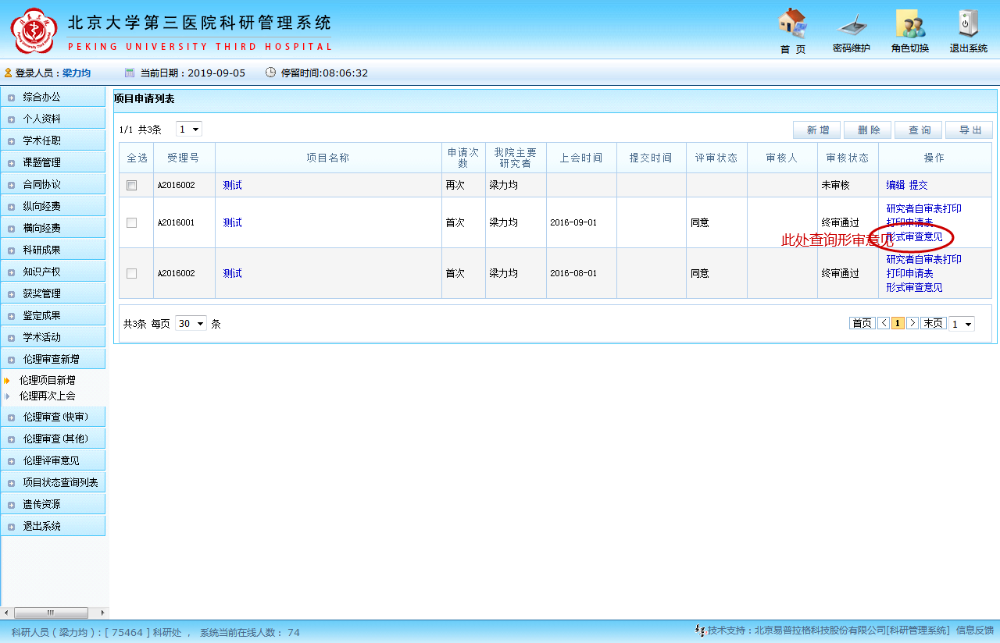 北京大学第三医院科研管理系统
PEKING UNIVERSITY THIRD HOSPITAL
首 页 密码维护 角色切换 退出系统
登录人员：梁力均 当前日期：2019-09-05 停留时间:08:06:32
综合办公
个人资料
学术任职
课题管理
合同协议
纵向经费
横向经费
科研成果
知识产权
获奖管理
鉴定成果
学术活动
伦理审查新增
伦理项目新增
伦理再次上会
伦理审查(快审)
伦理审查(其他)
伦理评审意见
项目状态查询列表
遗传资源
退出系统
项目申请列表
1/1 共3条 1 新 增 删 除 查 询 导 出
全选 受理号 项目名称 申请次数 我院主要研究者 上会时间 提交时间 评审状态 审核人 审核状态 操作
A2016002 测试 再次 梁力均 未审核 编辑 提交
A2016001 测试 首次 梁力均 2016-09-01 同意 终审通过 研究者自审表打印
打印申请表
形式审查意见
此处查询形审意见
A2016002 测试 首次 梁力均 2016-08-01 同意 终审通过 研究者自审表打印
打印申请表
形式审查意见
共3条 每页 30 条 首页 < 1 > 末页 1
科研人员 ( 梁力均 ) : [ 75464 ] 科研处 ， 系统当前在线人数： 74 技术支持：北京易普拉格科技股份有限公司[科研管理系统] 信息反馈